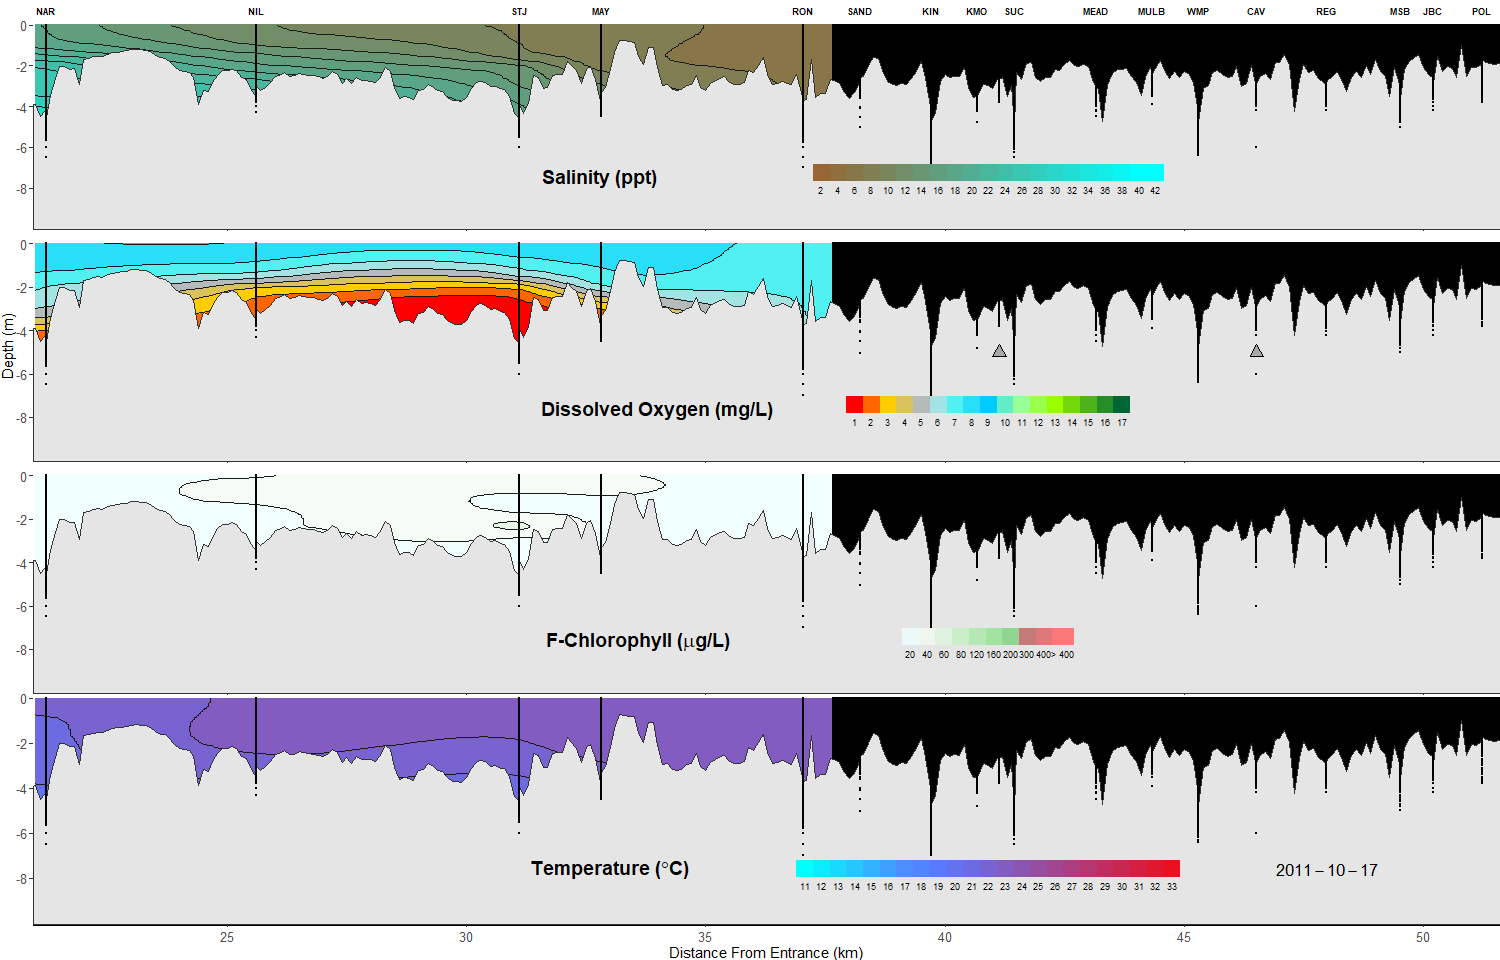 NAR NIL STJ MAY RON SAND KIN KMO SUC MEAD MULB WMP CAV REG MSB JBC POL
0
-2
-4
-6
-8
Salinity (ppt)
2 4 6 8 10 12 14 16 18 20 22 24 26 28 30 32 34 36 38 40 42
0
-2
-4
-6
-8
Depth (m)
Dissolved Oxygen (mg/L)
1 2 3 4 5 6 7 8 9 10 11 12 13 14 15 16 17
0
-2
-4
-6
-8
F-Chlorophyll (μg/L)
20 40 60 80 120 160 200 300 400> 400
0
-2
-4
-6
-8
Temperature (°C)
11 12 13 14 15 16 17 18 19 20 21 22 23 24 25 26 27 28 29 30 31 32 33
2011 – 10 – 17
25 30 35 40 45 50
Distance From Entrance (km)